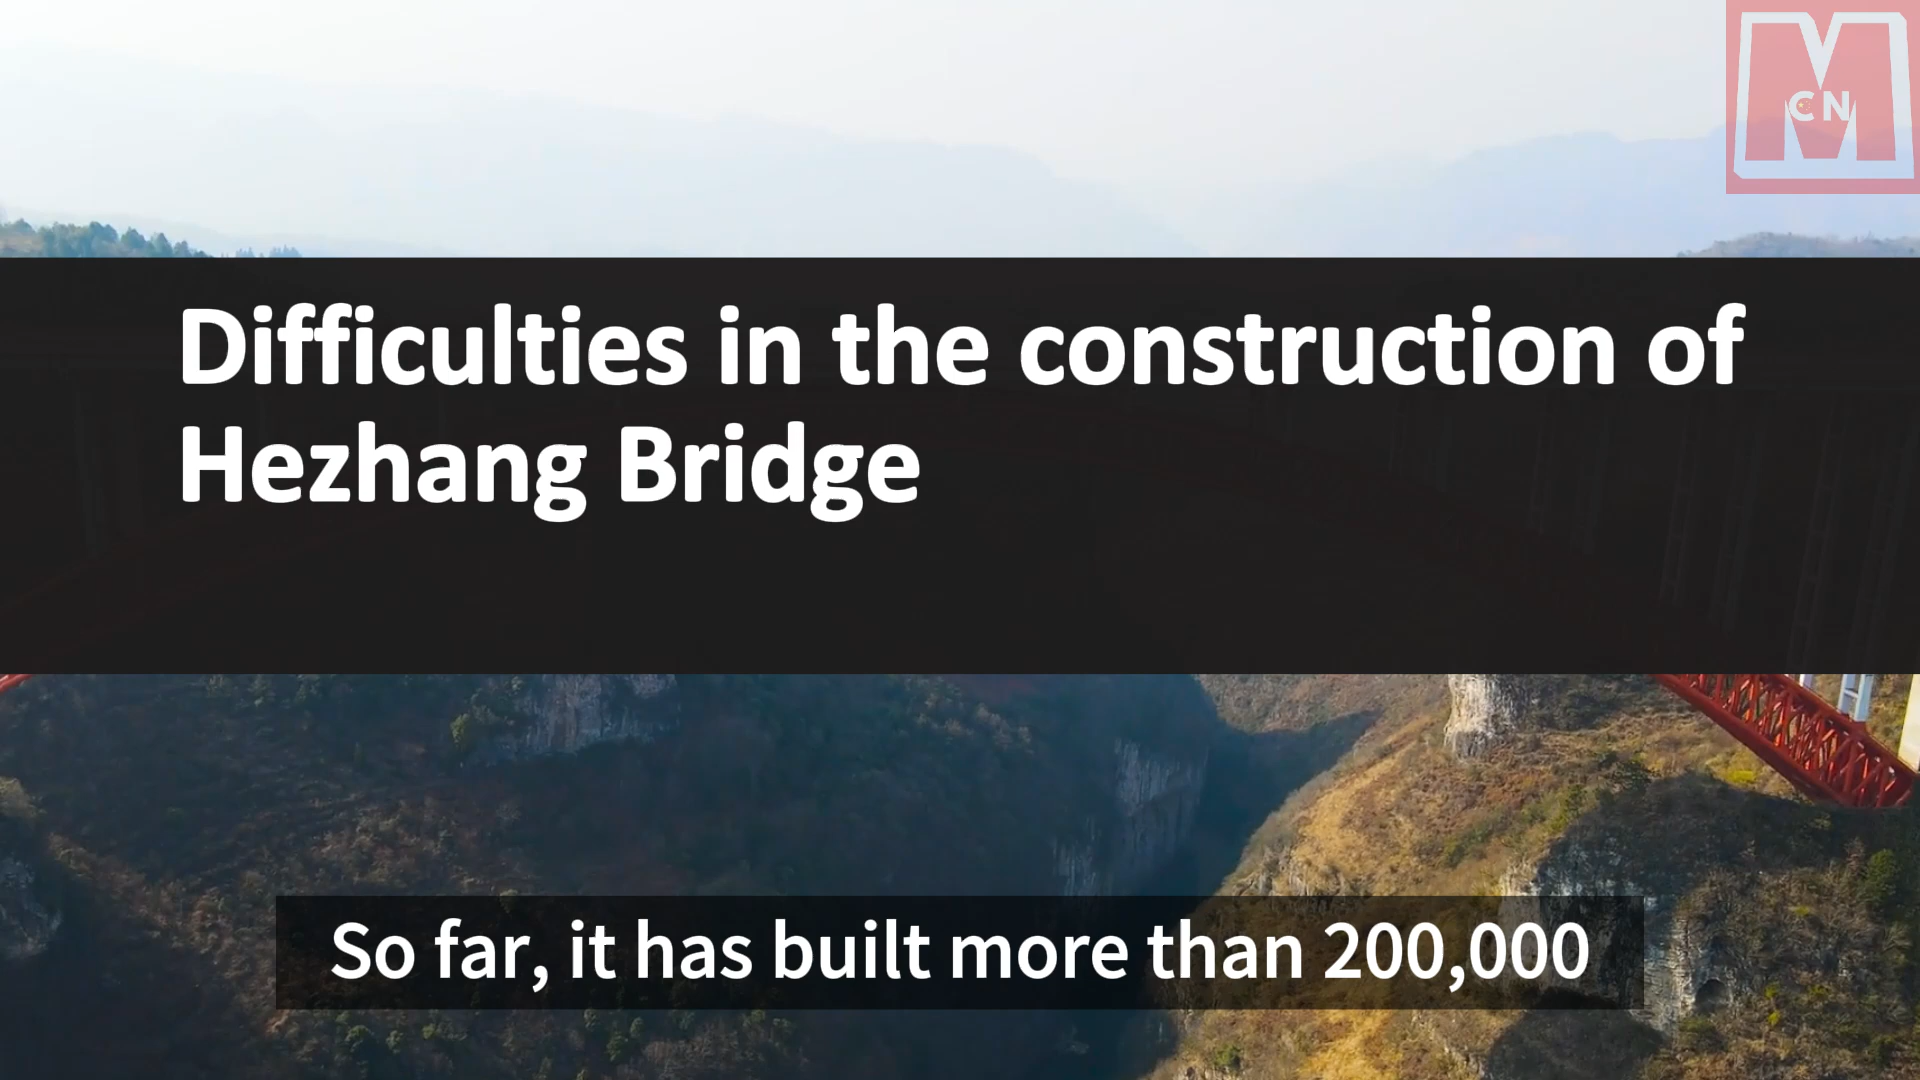 M
CN
Difficulties in the construction of
Hezhang Bridge
So far, it has built more than 200,000